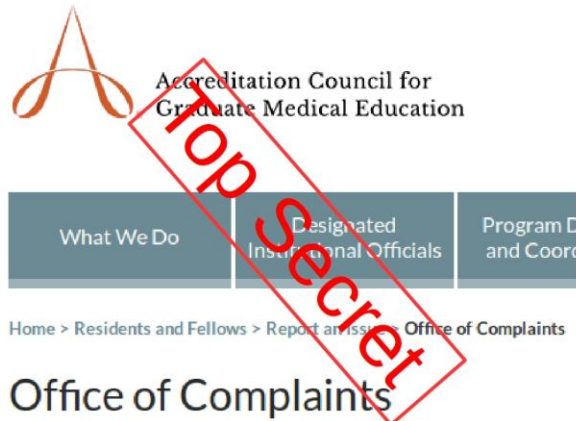 Accreditation Council for
Graduate Medical Education
Top Secret
What We Do
Designated
Institutional Officials
Program D
and Coord
Home > Residents and Fellows > Report an Issue > Office of Complaints
Office of Complaints